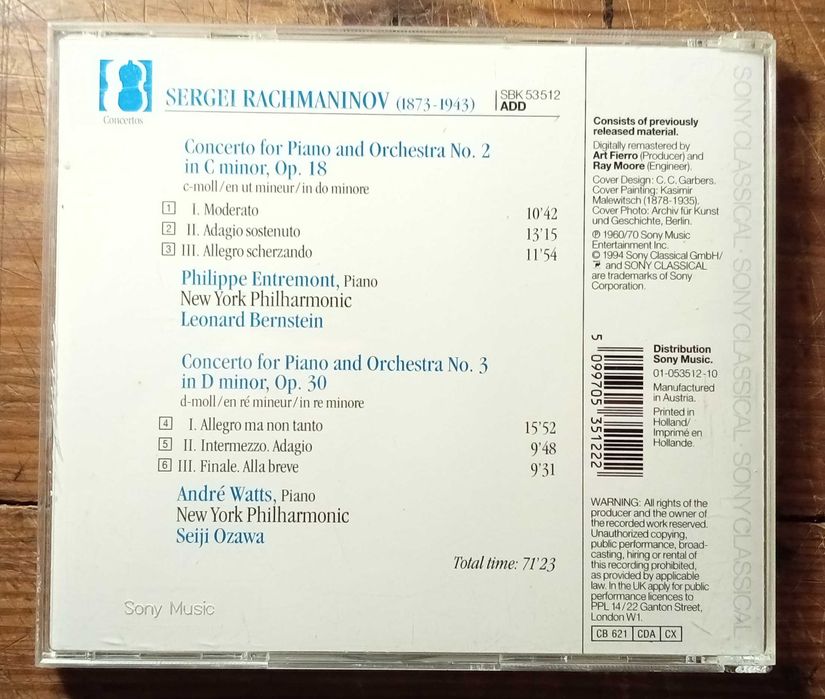 Concertos
SERGEI RACHMANINOV (1873-1943)
SBK 53512
ADD
Concerto for Piano and Orchestra No. 2
in C minor, Op. 18
c-moll/en ut mineur/in do minore
1 I. Moderato 10'42
2 II. Adagio sostenuto 13'15
3 III. Allegro scherzando 11'54
Philippe Entremont, Piano
New York Philharmonic
Leonard Bernstein
Concerto for Piano and Orchestra No. 3
in D minor, Op. 30
d-moll/en ré mineur/in re minore
4 I. Allegro ma non tanto 15'52
5 II. Intermezzo. Adagio 9'48
6 III. Finale. Alla breve 9'31
André Watts, Piano
New York Philharmonic
Seiji Ozawa
Total time: 71'23
Sony Music
Consists of previously
released material.
Digitally remastered by
Art Fierro (Producer) and
Ray Moore (Engineer).
Cover Design: C. C. Garbers.
Cover Painting: Kasimir
Malewitsch (1878-1935).
Cover Photo: Archiv für Kunst
und Geschichte, Berlin.
℗ 1960/70 Sony Music
Entertainment Inc.
© 1994 Sony Classical GmbH/
and SONY CLASSICAL
are trademarks of Sony
Corporation.
5 099705 351222
Distribution
Sony Music.
01-053512-10
Manufactured
in Austria.
Printed in
Holland/
Imprimé en
Hollande.
WARNING: All rights of the
producer and the owner of
the recorded work reserved.
Unauthorized copying,
public performance, broad-
casting, hiring or rental of
this recording prohibited,
as provided by applicable
law. In the UK apply for public
performance licences to
PPL 14/22 Ganton Street,
London W1.
CB 621 CDA CX
SONY CLASSICAL · SONY CLASSICAL · SONY CLASSICAL · SONY CLASSICAL